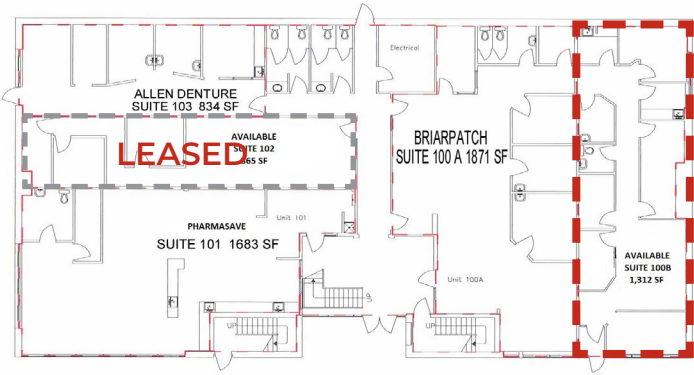 Electrical
ALLEN DENTURE
SUITE 103 834 SF
AVAILABLE
SUITE 102
LEASED
BRIARPATCH
SUITE 100 A 1871 SF
Unit 101
PHARMASAVE
SUITE 101 1683 SF
Unit 100A
AVAILABLE
SUITE 100B
1,312 SF
UP
UP
UP